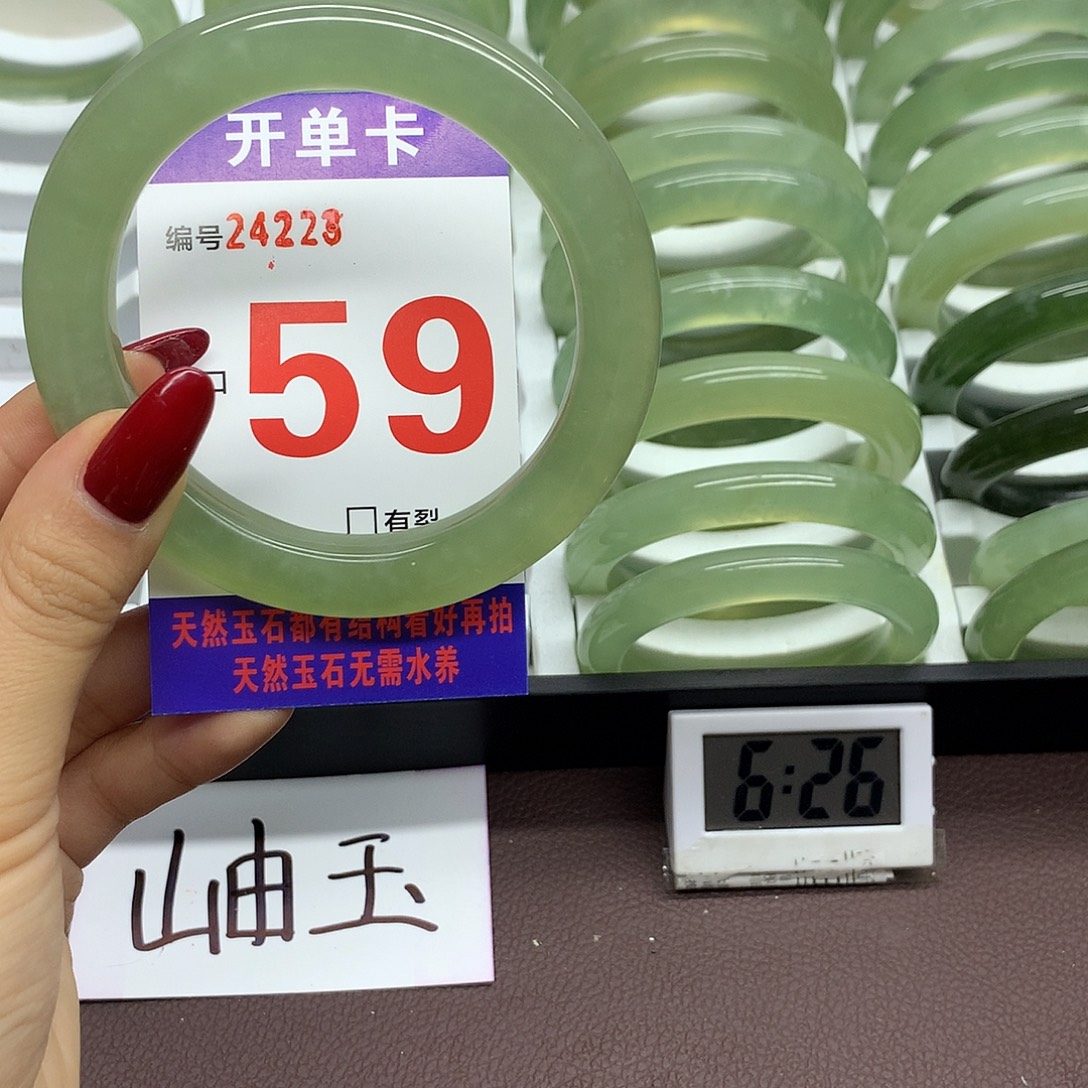 开单卡
编号24223
59
口
有裂
天然玉石都有结构看好再拍
天然玉石无需水养
岫玉
6:26